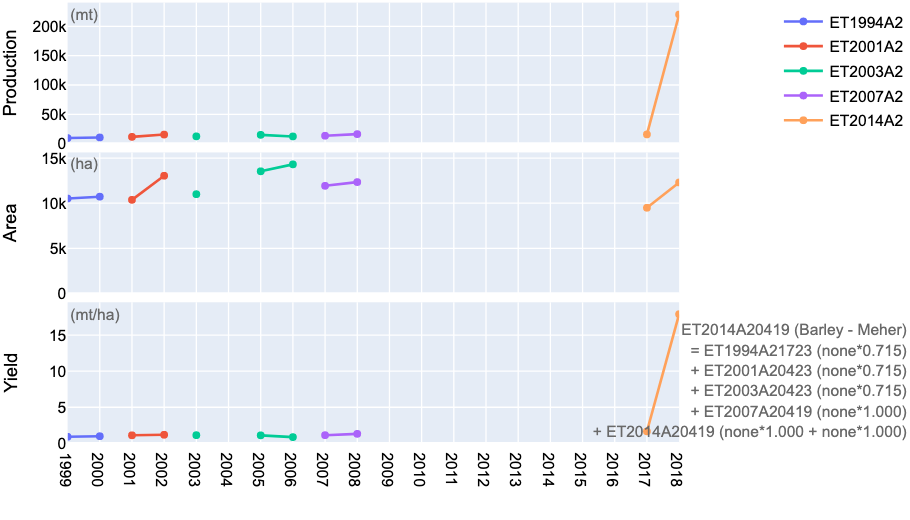 (mt)
200k
150k
100k
50k
0
Production
ET1994A2
ET2001A2
ET2003A2
ET2007A2
ET2014A2
(ha)
15k
10k
5k
0
Area
(mt/ha)
15
10
5
0
Yield
ET2014A20419 (Barley - Meher)
= ET1994A21723 (none*0.715)
+ ET2001A20423 (none*0.715)
+ ET2003A20423 (none*0.715)
+ ET2007A20419 (none*1.000)
+ ET2014A20419 (none*1.000 + none*1.000)
1999
2000
2001
2002
2003
2004
2005
2006
2007
2008
2009
2010
2011
2012
2013
2014
2015
2016
2017
2018